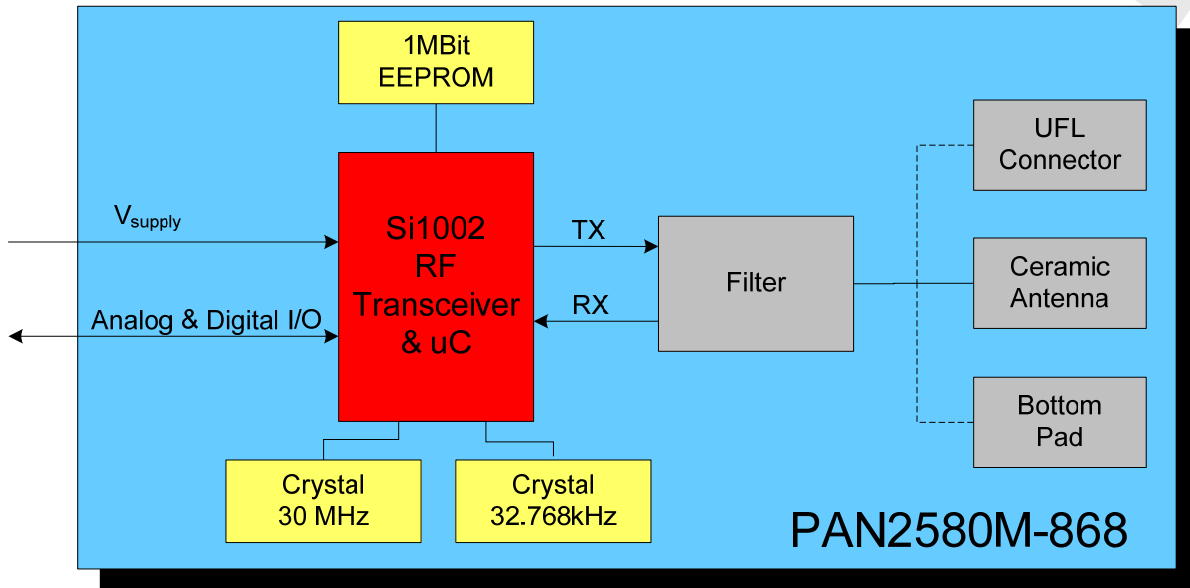 1MBit
EEPROM
UFL
Connector
Vsupply
Si1002
RF
Transceiver
& uC
TX
Filter
Ceramic
Antenna
Analog & Digital I/O
RX
Bottom
Pad
Crystal
30 MHz
Crystal
32.768kHz
PAN2580M-868